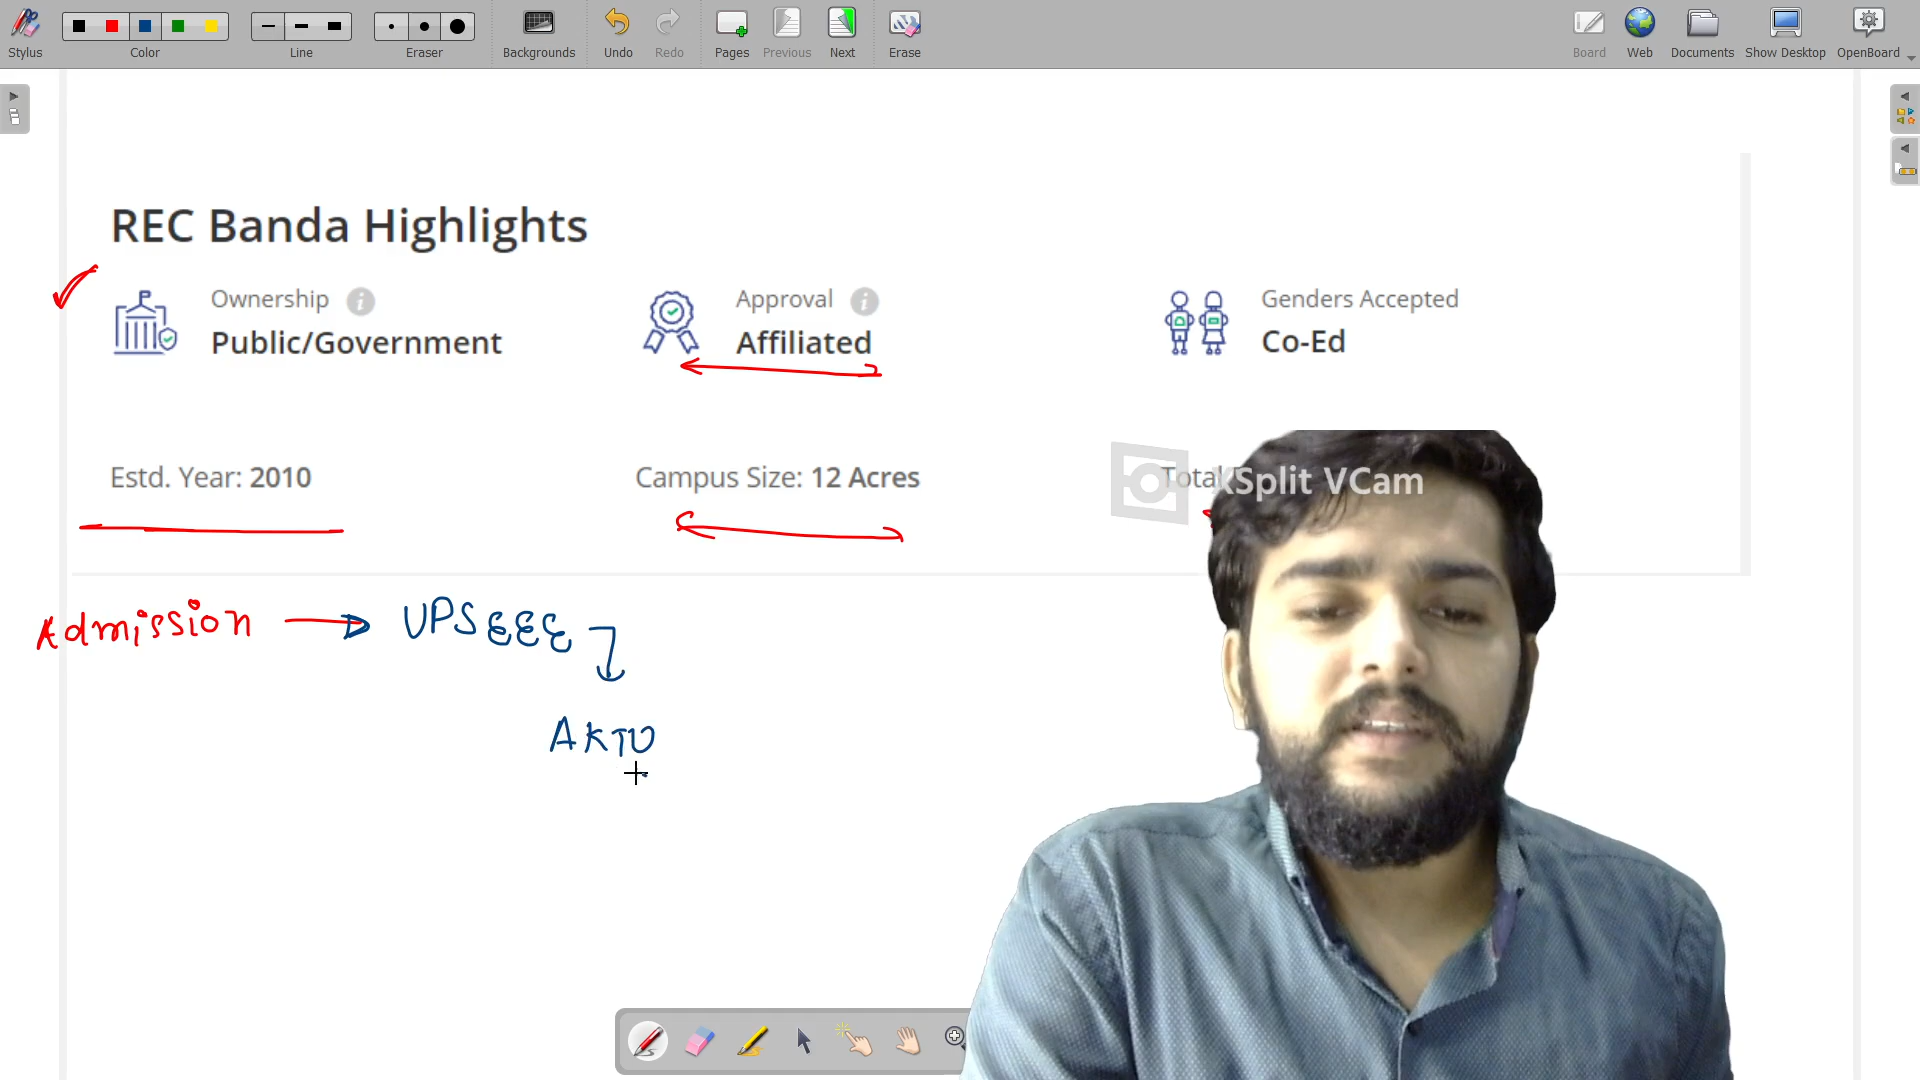 Stylus Color Line Eraser Backgrounds Undo Redo Pages Previous Next Erase Board Web Documents Show Desktop OpenBoard
REC Banda Highlights
Ownership
Public/Government
Approval
Affiliated
Genders Accepted
Co-Ed
Estd. Year: 2010
Campus Size: 12 Acres
Total
XSplit VCam
Admission → UPSEEE
AKTU